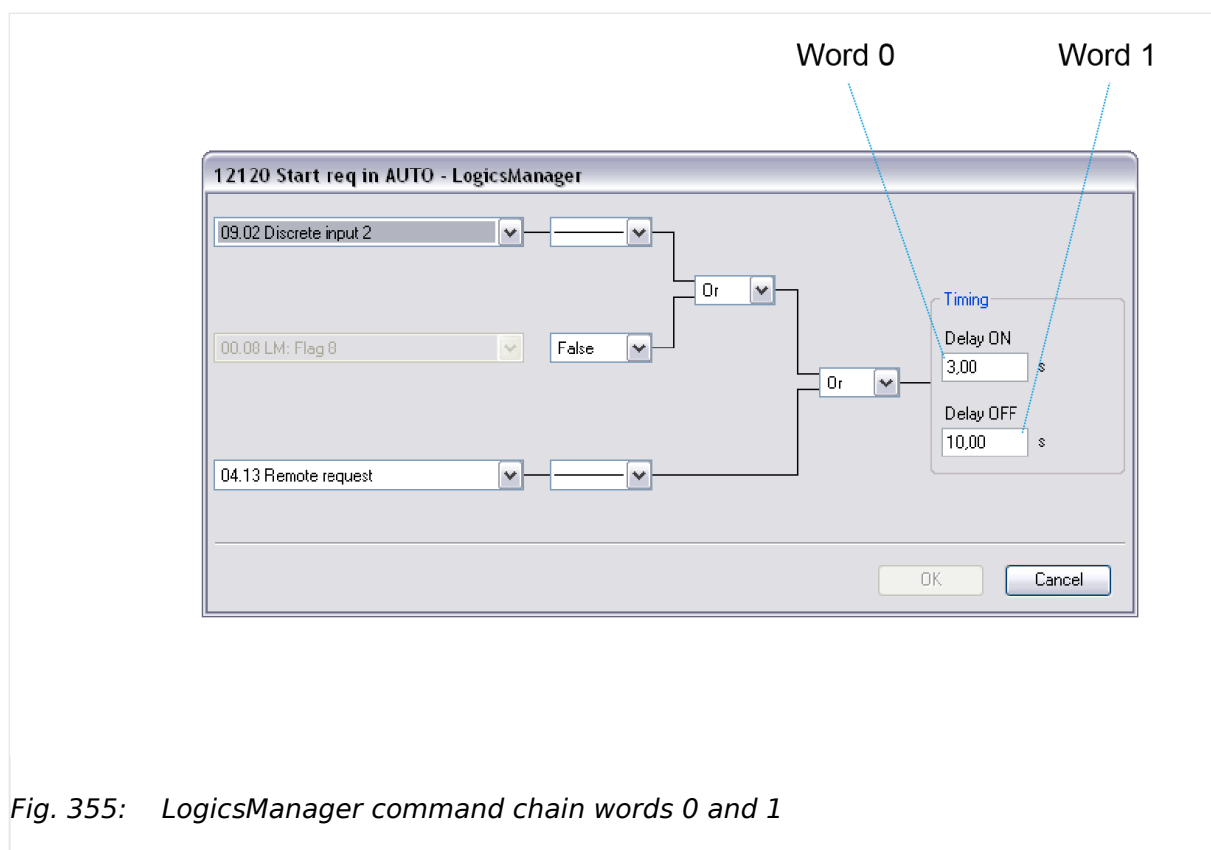 Word 0 Word 1
12120 Start req in AUTO - LogicsManager
09.02 Discrete input 2
Or
Timing
Delay ON
00.08 LM: Flag 8 False
3,00 s
Or
Delay OFF
10,00 s
04.13 Remote request
OK Cancel
Fig. 355: LogicsManager command chain words 0 and 1